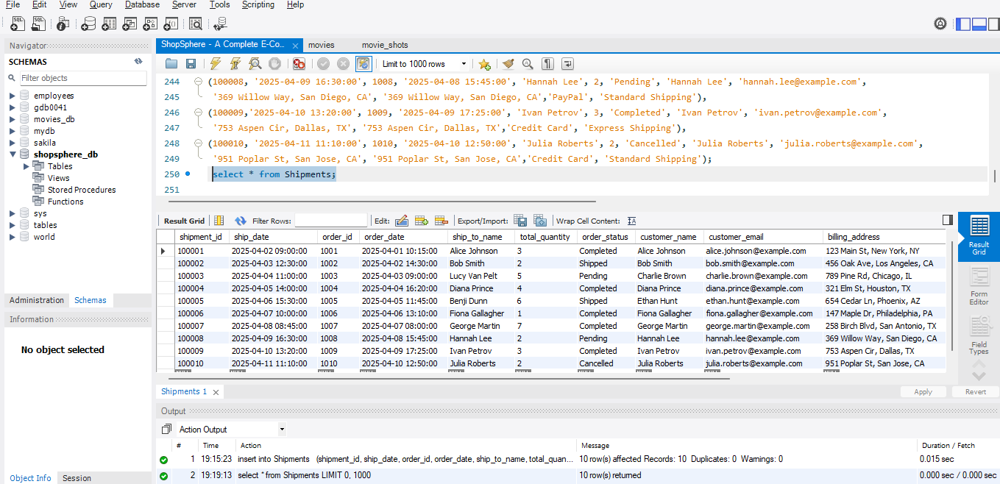 File Edit View Query Database Server Tools Scripting Help
Navigator
SCHEMAS
Filter objects
employees
gdb0041
movies_db
mydb
sakila
shopsphere_db
Tables
Views
Stored Procedures
Functions
sys
tables
world
Administration Schemas
Information
No object selected
Object Info Session
ShopSphere - A Complete E-Co... movies movie_shots
Limit to 1000 rows
244 (100008, '2025-04-09 16:30:00', 1008, '2025-04-08 15:45:00', 'Hannah Lee', 2, 'Pending', 'Hannah Lee', 'hannah.lee@example.com',
245 '369 Willow Way, San Diego, CA', '369 Willow Way, San Diego, CA','PayPal', 'Standard Shipping'),
246 (100009,'2025-04-10 13:20:00', 1009, '2025-04-09 17:25:00', 'Ivan Petrov', 3, 'Completed', 'Ivan Petrov', 'ivan.petrov@example.com',
247 '753 Aspen Cir, Dallas, TX', '753 Aspen Cir, Dallas, TX','Credit Card', 'Express Shipping'),
248 (100010, '2025-04-11 11:10:00', 1010, '2025-04-10 12:50:00', 'Julia Roberts', 2, 'Cancelled', 'Julia Roberts', 'julia.roberts@example.com',
249 '951 Poplar St, San Jose, CA', '951 Poplar St, San Jose, CA','Credit Card', 'Standard Shipping');
250 select * from Shipments;
251
Result Grid Filter Rows: Edit: Export/Import: Wrap Cell Content:
shipment_id ship_date order_id order_date ship_to_name total_quantity order_status customer_name customer_email billing_address
100001 2025-04-02 09:00:00 1001 2025-04-01 10:15:00 Alice Johnson 3 Completed Alice Johnson alice.johnson@example.com 123 Main St, New York, NY
100002 2025-04-03 12:30:00 1002 2025-04-02 14:30:00 Bob Smith 2 Shipped Bob Smith bob.smith@example.com 456 Oak Ave, Los Angeles, CA
100003 2025-04-04 11:00:00 1003 2025-04-03 09:00:00 Lucy Van Pelt 5 Pending Charlie Brown charlie.brown@example.com 789 Pine Rd, Chicago, IL
100004 2025-04-05 14:00:00 1004 2025-04-04 16:20:00 Diana Prince 4 Completed Diana Prince diana.prince@example.com 321 Elm St, Houston, TX
100005 2025-04-06 15:30:00 1005 2025-04-05 11:45:00 Benji Dunn 6 Shipped Ethan Hunt ethan.hunt@example.com 654 Cedar Ln, Phoenix, AZ
100006 2025-04-07 10:00:00 1006 2025-04-06 13:10:00 Fiona Gallagher 1 Completed Fiona Gallagher fiona.gallagher@example.com 147 Maple Dr, Philadelphia, PA
100007 2025-04-08 08:45:00 1007 2025-04-07 08:00:00 George Martin 7 Completed George Martin george.martin@example.com 258 Birch Blvd, San Antonio, TX
100008 2025-04-09 16:30:00 1008 2025-04-08 15:45:00 Hannah Lee 2 Pending Hannah Lee hannah.lee@example.com 369 Willow Way, San Diego, CA
100009 2025-04-10 13:20:00 1009 2025-04-09 17:25:00 Ivan Petrov 3 Completed Ivan Petrov ivan.petrov@example.com 753 Aspen Cir, Dallas, TX
100010 2025-04-11 11:10:00 1010 2025-04-10 12:50:00 Julia Roberts 2 Cancelled Julia Roberts julia.roberts@example.com 951 Poplar St, San Jose, CA
Result
Grid
Form
Editor
Field
Types
Shipments 1 Apply Revert
Output
Action Output
# Time Action Message Duration / Fetch
1 19:15:23 insert into Shipments (shipment_id, ship_date, order_id, order_date, ship_to_name, total_quan... 10 row(s) affected Records: 10 Duplicates: 0 Warnings: 0 0.015 sec
2 19:19:13 select * from Shipments LIMIT 0, 1000 10 row(s) returned 0.000 sec / 0.000 sec